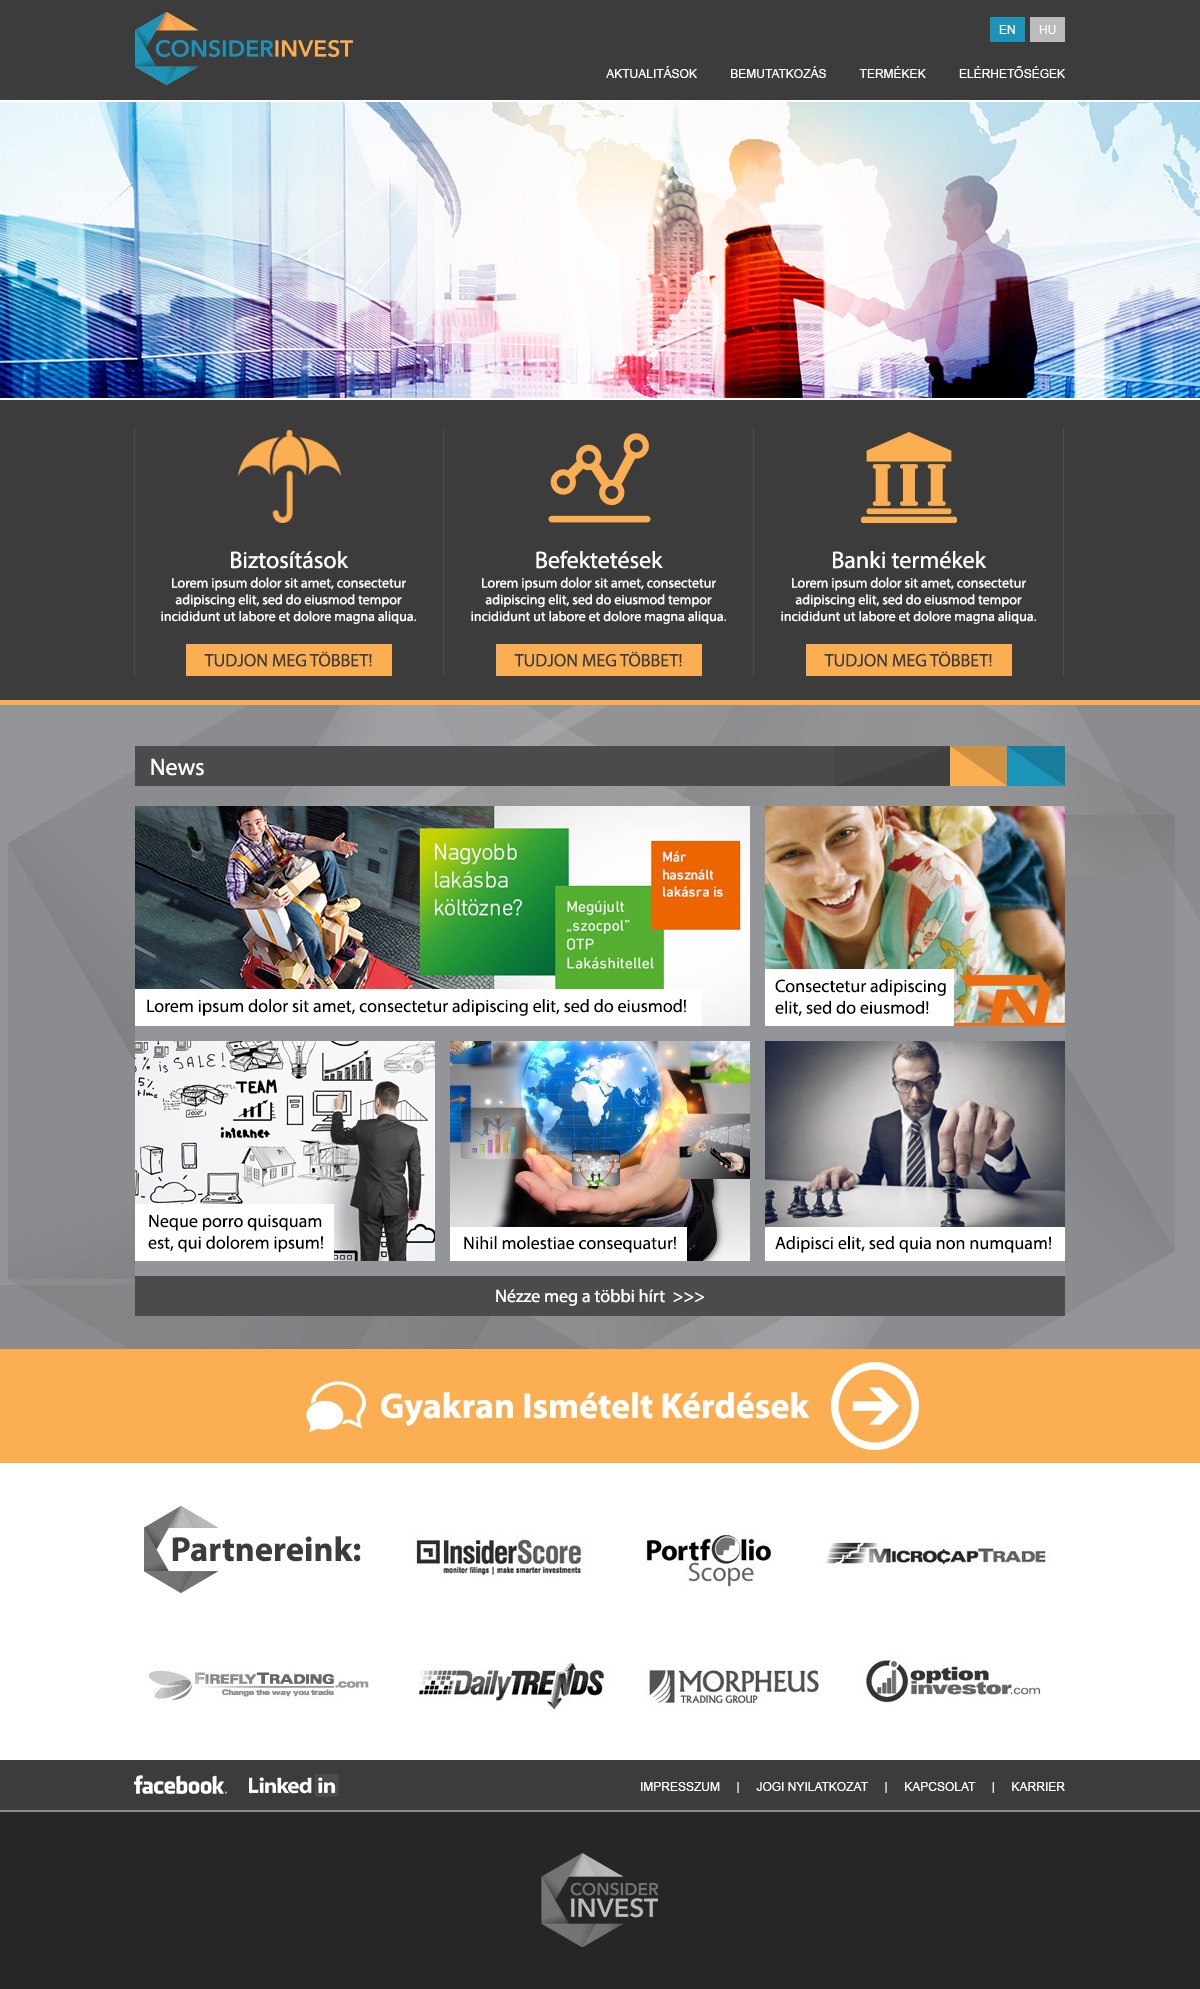 CONSIDERINVEST
EN HU
AKTUALITÁSOK BEMUTATKOZÁS TERMÉKEK ELÉRHETŐSÉGEK
Biztosítások
Lorem ipsum dolor sit amet, consectetur
adipiscing elit, sed do eiusmod tempor
incididunt ut labore et dolore magna aliqua.
TUDJON MEG TÖBBET!
Befektetések
Lorem ipsum dolor sit amet, consectetur
adipiscing elit, sed do eiusmod tempor
incididunt ut labore et dolore magna aliqua.
TUDJON MEG TÖBBET!
Banki termékek
Lorem ipsum dolor sit amet, consectetur
adipiscing elit, sed do eiusmod tempor
incididunt ut labore et dolore magna aliqua.
TUDJON MEG TÖBBET!
News
Nagyobb
lakásba
költözne?
Megújult
„szocpol”
OTP
Lakáshitellel
Már
használt
lakásra is
Lorem ipsum dolor sit amet, consectetur adipiscing elit, sed do eiusmod!
Consectetur adipiscing
elit, sed do eiusmod!
% is SALE!
TEAM
internet
Neque porro quisquam
est, qui dolorem ipsum!
Nihil molestiae consequatur!
Adipisci elit, sed quia non numquam!
Nézze meg a többi hírt >>>
Gyakran Ismételt Kérdések
Partnereink:
InsiderScore
monitor filings | make smarter investments
Portfolio
Scope
MICROCAPTRADE
FIREFLYTRADING.com
Change the way you trade
DailyTRENDS
MORPHEUS
TRADING GROUP
option
investor.com
facebook.
Linked in
IMPRESSZUM | JOGI NYILATKOZAT | KAPCSOLAT | KARRIER
CONSIDER
INVEST